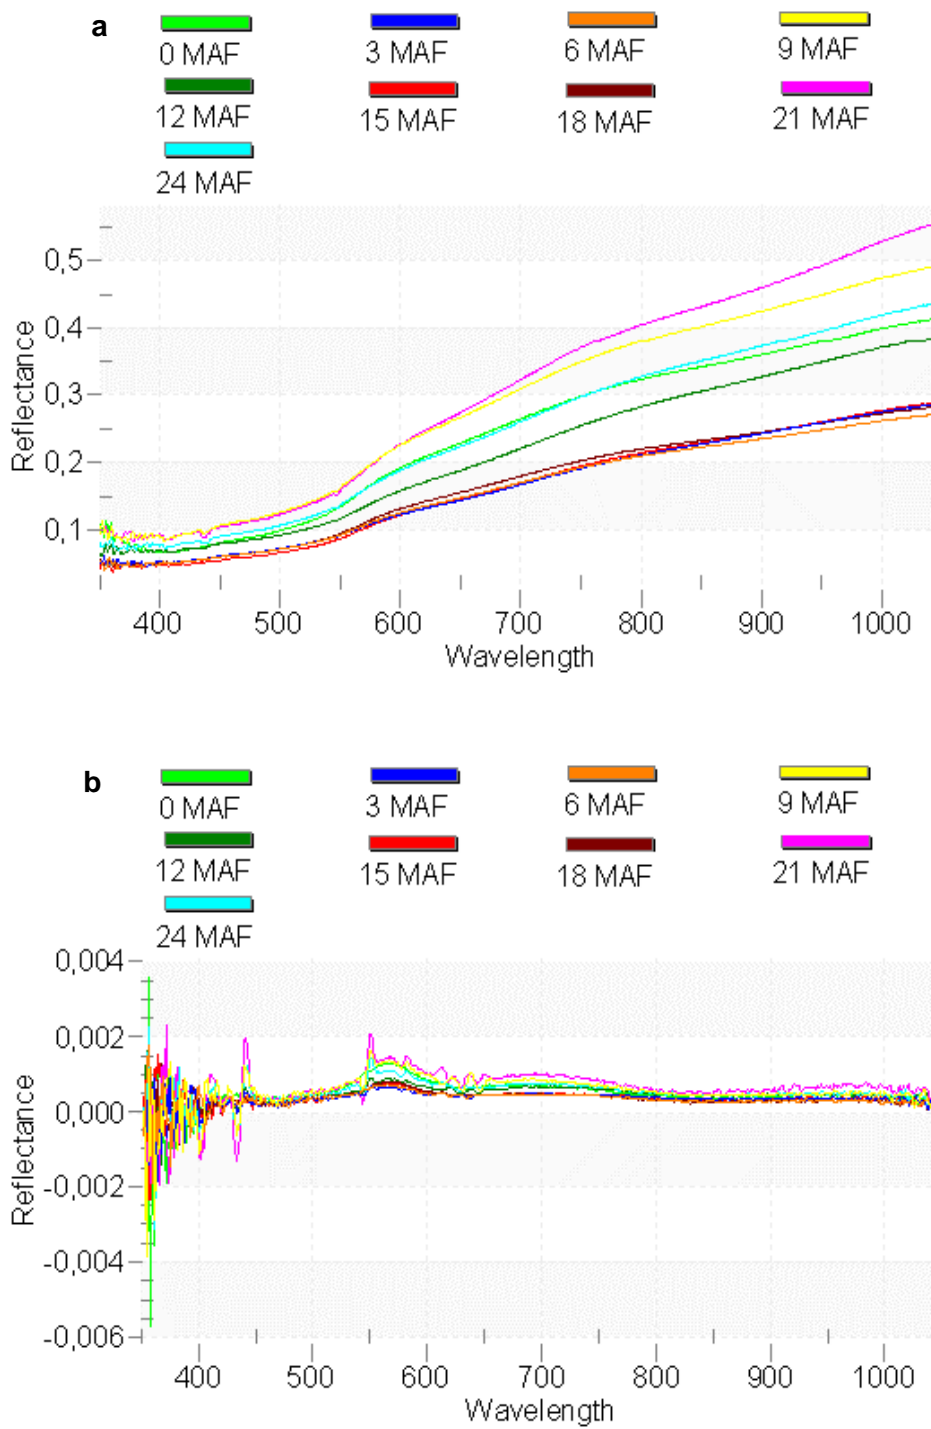 a
0 MAF 3 MAF 6 MAF 9 MAF
12 MAF 15 MAF 18 MAF 21 MAF
24 MAF
0,5
0,4
0,3
0,2
0,1
Reflectance
400 500 600 700 800 900 1000
Wavelength
b
0 MAF 3 MAF 6 MAF 9 MAF
12 MAF 15 MAF 18 MAF 21 MAF
24 MAF
0,004
0,002
0,000
-0,002
-0,004
-0,006
Reflectance
400 500 600 700 800 900 1000
Wavelength